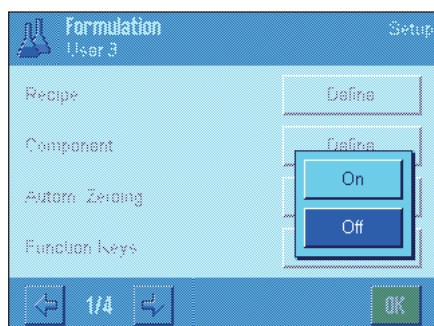 Formulation
Setup
User 3
Recipe
Define
Component
Define
Autom. Zeroing
On
Off
Function Keys
1/4
OK